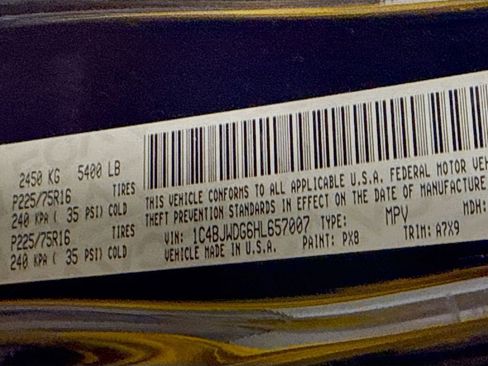 2450 KG 5400 LB
P225/75R16 TIRES
240 KPA ( 35 PSI) COLD
P225/75R16 TIRES
240 KPA ( 35 PSI) COLD
THIS VEHICLE CONFORMS TO ALL APPLICABLE U.S.A. FEDERAL MOTOR
THEFT PREVENTION STANDARDS IN EFFECT ON THE DATE OF MANUFACTURE
VIN: 1C4BJWDG6HL657007 TYPE: MPV
VEHICLE MADE IN U.S.A. PAINT: PX8 TRIM: A7X9